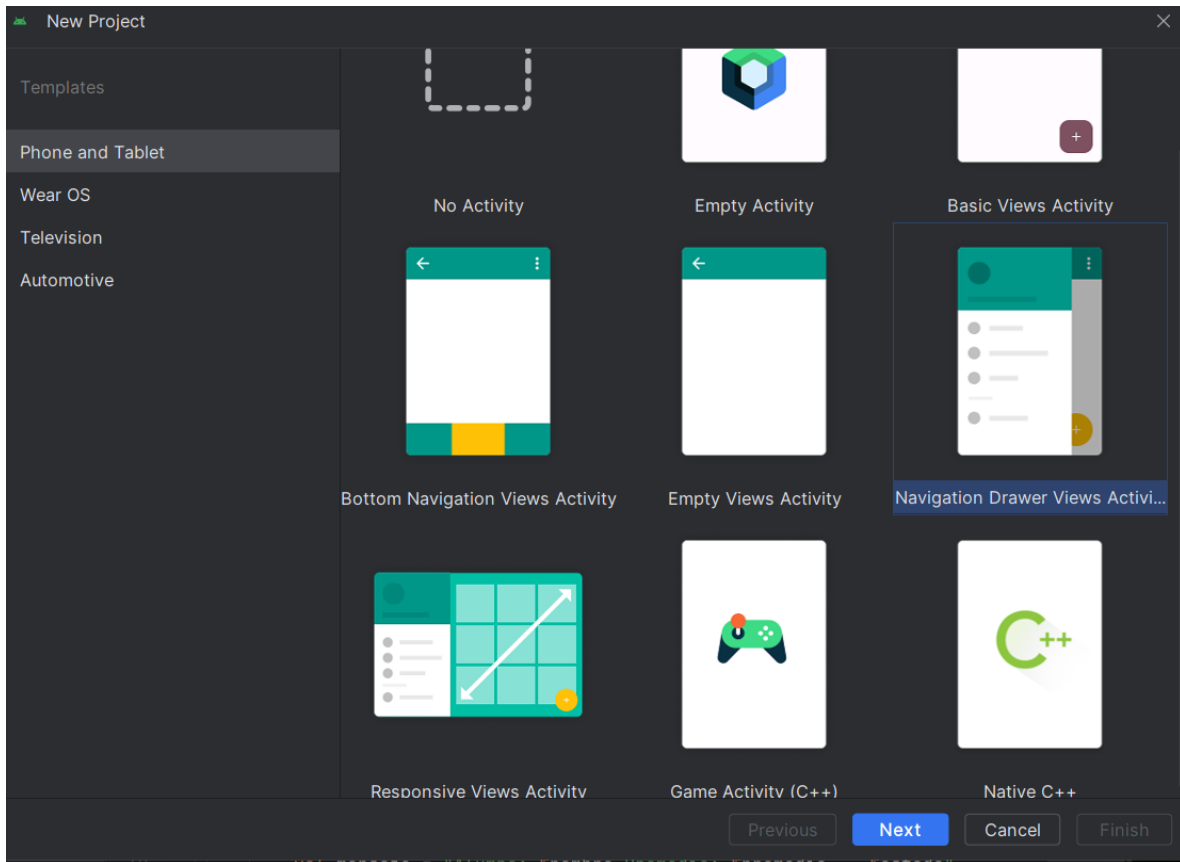 New Project
Templates
Phone and Tablet
Wear OS
Television
Automotive
No Activity
Empty Activity
Basic Views Activity
Bottom Navigation Views Activity
Empty Views Activity
Navigation Drawer Views Activi...
C++
Responsive Views Activity
Game Activity (C++)
Native C++
Previous
Next
Cancel
Finish